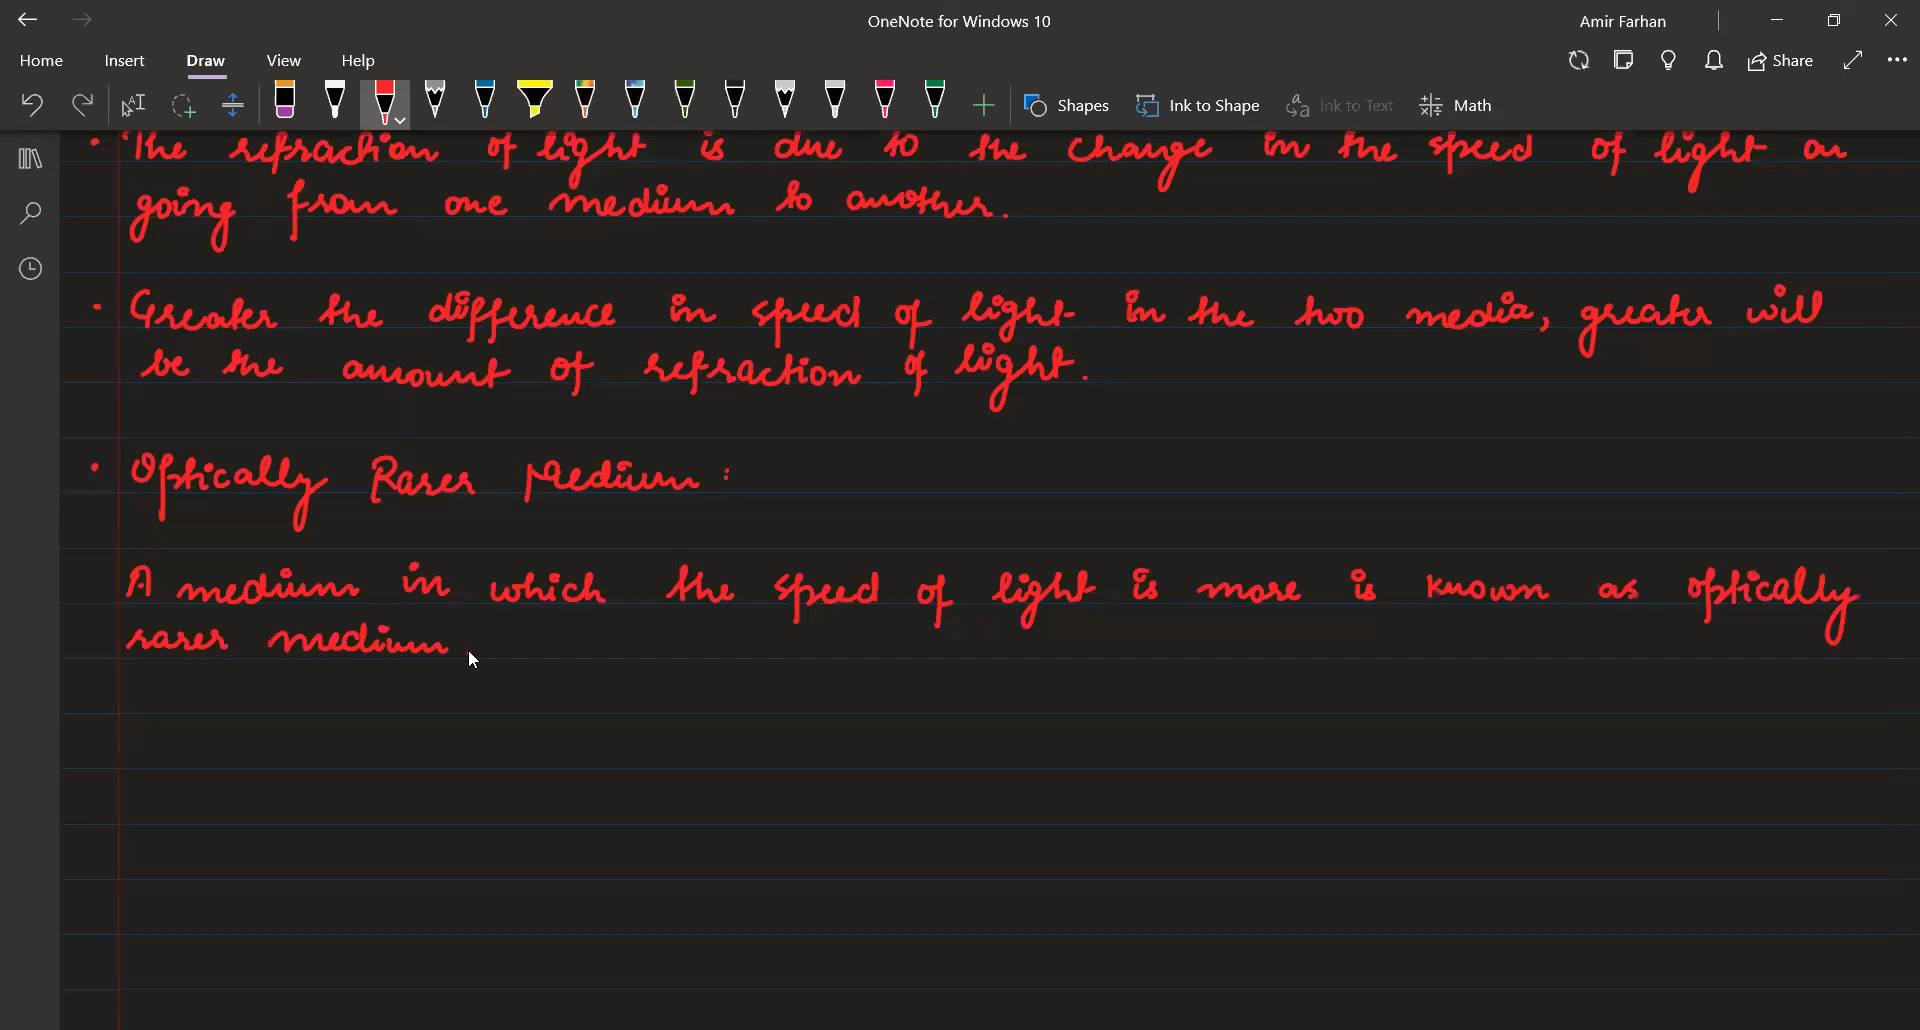 OneNote for Windows 10
Amir Farhan
Home Insert Draw View Help
Share
Shapes Ink to Shape Ink to Text Math
• The refraction of light is due to the change in the speed of light on
going from one medium to another.
• Greater the difference in speed of light in the two media, greater will
be the amount of refraction of light.
• Optically Rarer Medium :
A medium in which the speed of light is more is known as optically
rarer medium